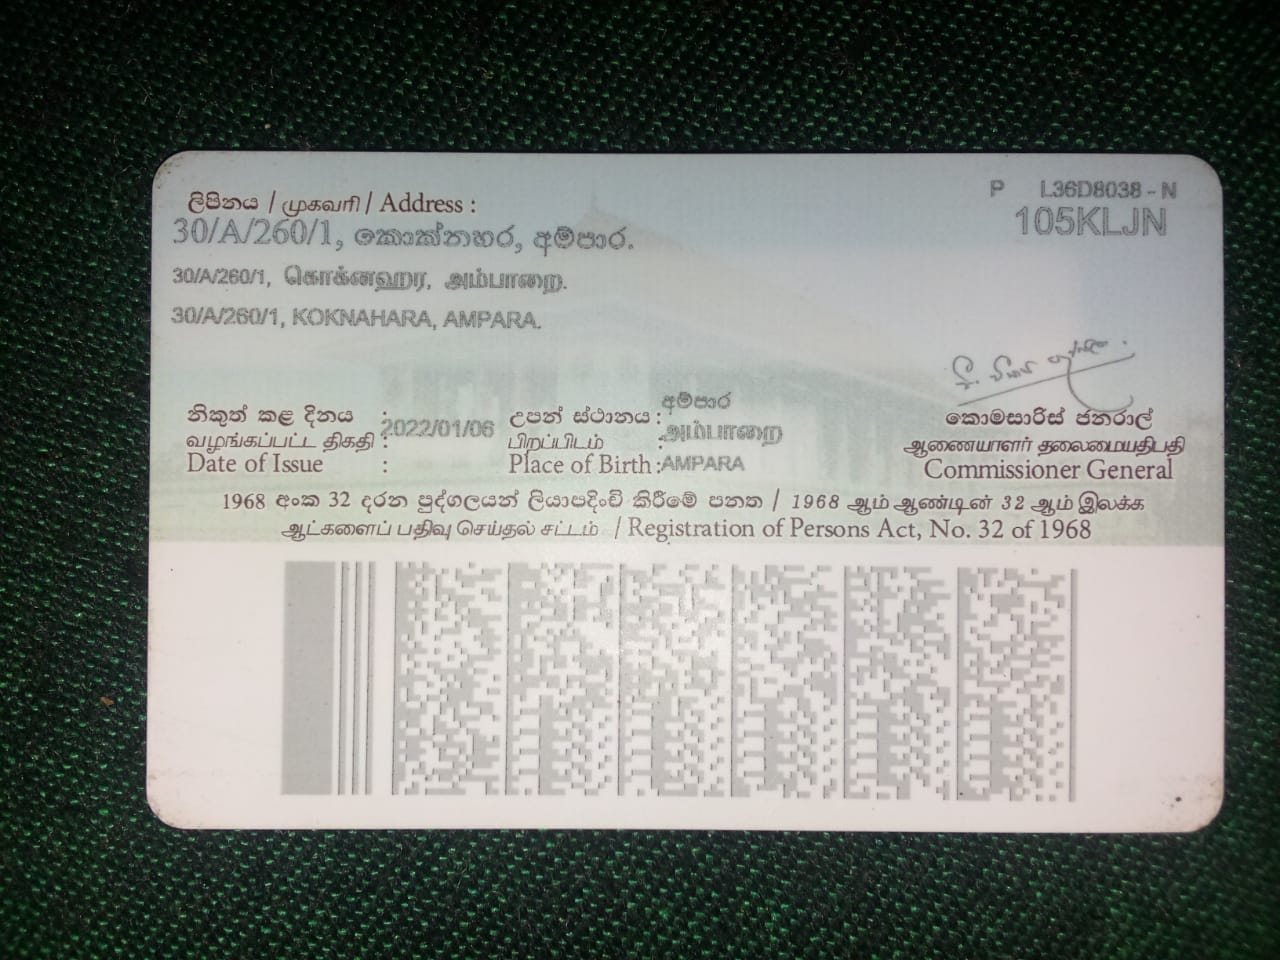 ලිපිනය / முகவரி / Address :
30/A/260/1, කොක්නහර, අම්පාර.
30/A/260/1, கொக்னஹர, அம்பாறை.
30/A/260/1, KOKNAHARA, AMPARA.
P L36D8038 - N
105KLJN
නිකුත් කළ දිනය :
வழங்கப்பட்ட திகதி : 2022/01/06
Date of Issue :
උපන් ස්ථානය : අම්පාර
பிறப்பிடம் : அம்பாறை
Place of Birth : AMPARA
කොමසාරිස් ජනරාල්
ஆணையாளர் தலைமையதிபதி
Commissioner General
1968 අංක 32 දරන පුද්ගලයන් ලියාපදිංචි කිරීමේ පනත / 1968 ஆம் ஆண்டின் 32 ஆம் இலக்க
ஆட்களைப் பதிவு செய்தல் சட்டம் / Registration of Persons Act, No. 32 of 1968